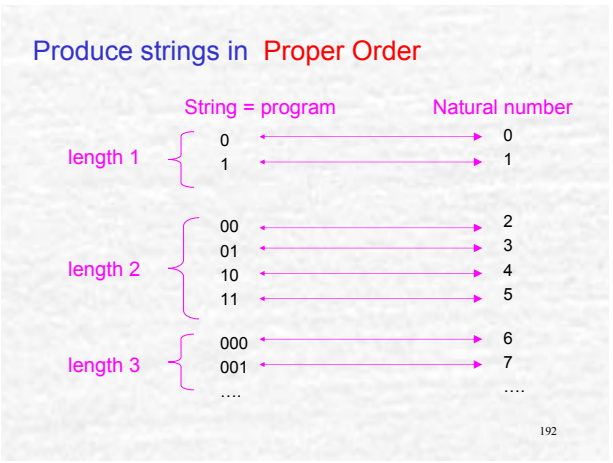 Produce strings in Proper Order
String = program Natural number
length 1
0 0
1 1
length 2
00 2
01 3
10 4
11 5
length 3
000 6
001 7
…. ….
192